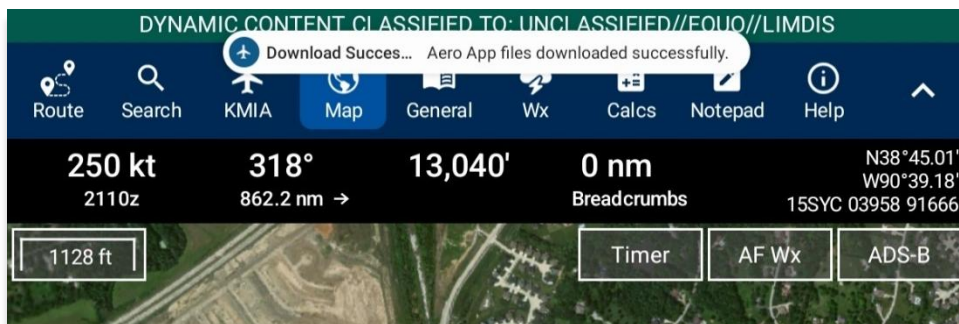 DYNAMIC CONTENT CLASSIFIED TO: UNCLASSIFIED//FOUO//LIMDIS
Download Succes... Aero App files downloaded successfully.
Route Search KMIA Map General Wx Calcs Notepad Help
250 kt 318° 13,040' 0 nm N38°45.01'
2110z 862.2 nm → Breadcrumbs W90°39.18'
15SYC 03958 91666
1128 ft Timer AF Wx ADS-B